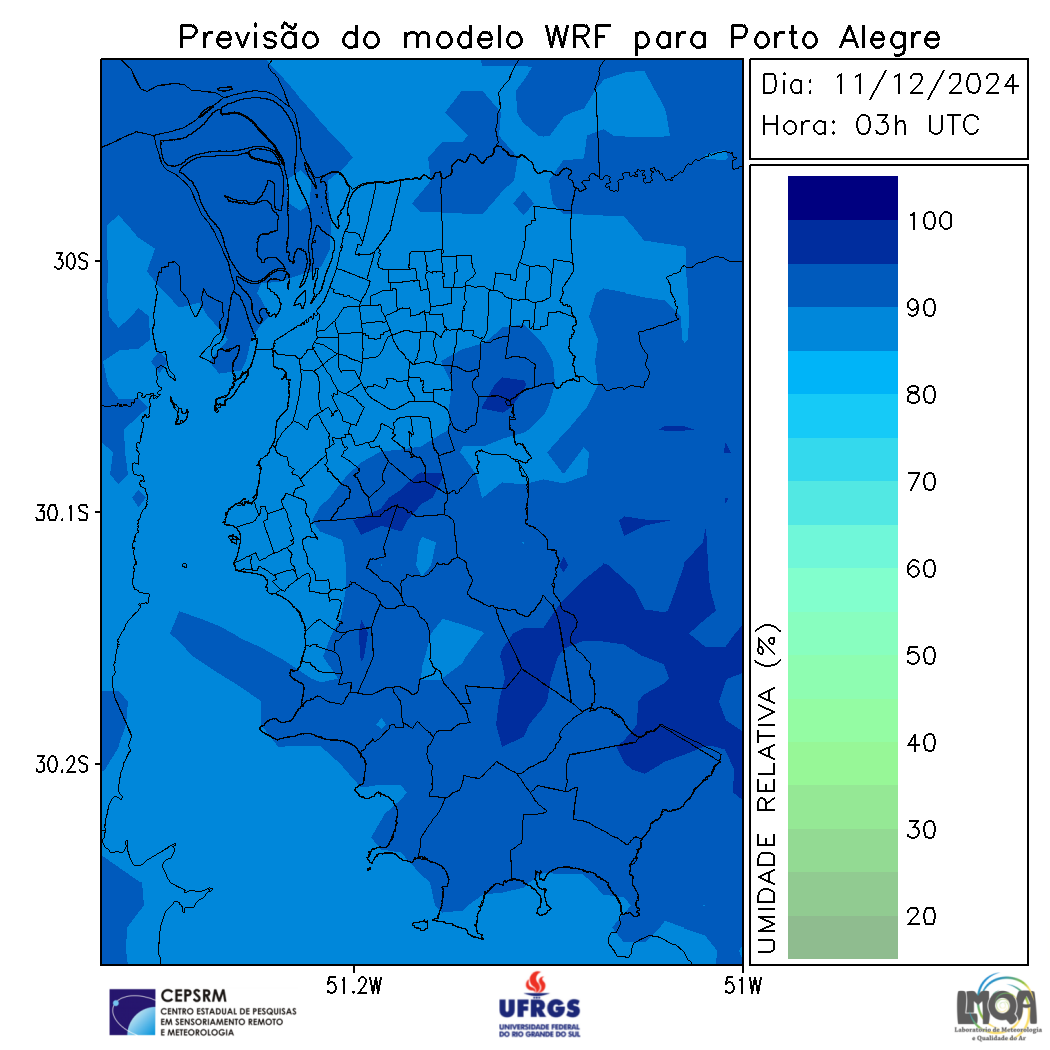 Previsão do modelo WRF para Porto Alegre
Dia: 11/12/2024
Hora: 03h UTC
100
90
80
70
60
50
40
30
20
UMIDADE RELATIVA (%)
30S
30.1S
30.2S
51.2W
51W
CEPSRM
CENTRO ESTADUAL DE PESQUISAS
EM SENSORIAMENTO REMOTO
E METEOROLOGIA
UFRGS
UNIVERSIDADE FEDERAL
DO RIO GRANDE DO SUL
LMQA
Laboratório de Meteorologia
e Qualidade do Ar